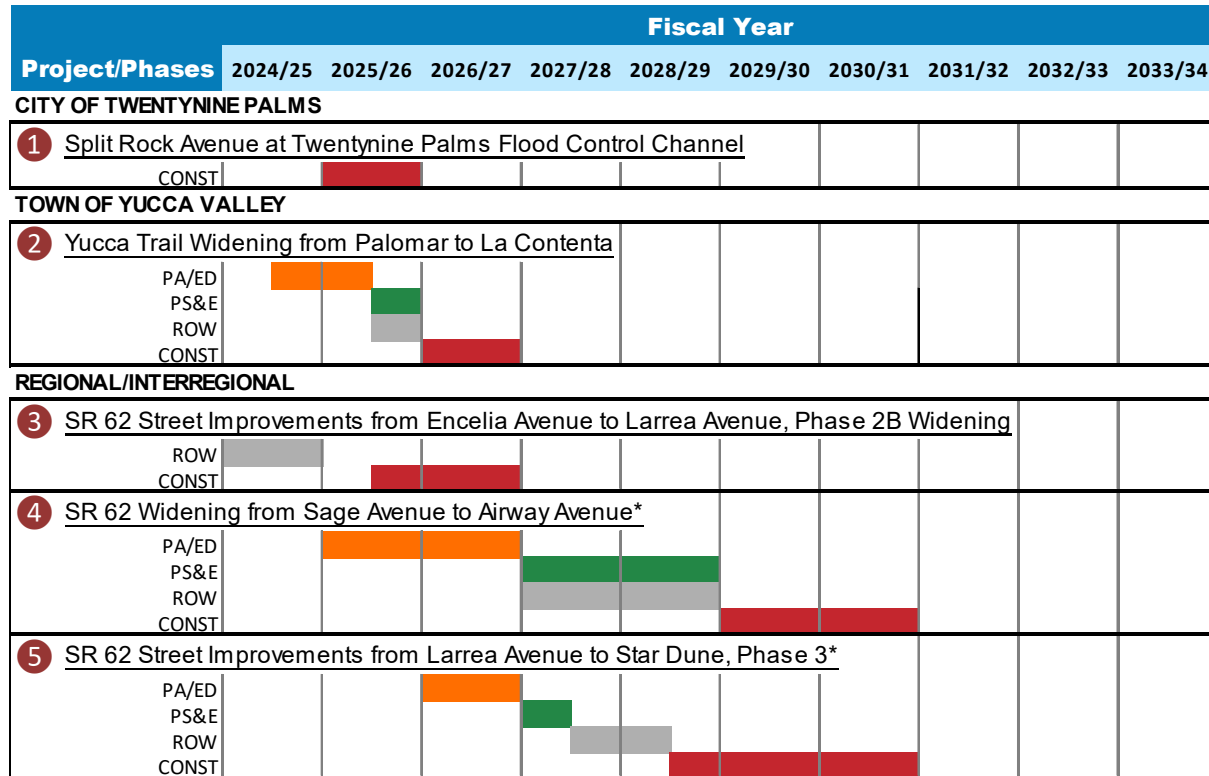 Fiscal Year
Project/Phases 2024/25 2025/26 2026/27 2027/28 2028/29 2029/30 2030/31 2031/32 2032/33 2033/34
CITY OF TWENTYNINE PALMS
1 Split Rock Avenue at Twentynine Palms Flood Control Channel
CONST
TOWN OF YUCCA VALLEY
2 Yucca Trail Widening from Palomar to La Contenta
PA/ED
PS&E
ROW
CONST
REGIONAL/INTERREGIONAL
3 SR 62 Street Improvements from Encelia Avenue to Larrea Avenue, Phase 2B Widening
ROW
CONST
4 SR 62 Widening from Sage Avenue to Airway Avenue*
PA/ED
PS&E
ROW
CONST
5 SR 62 Street Improvements from Larrea Avenue to Star Dune, Phase 3*
PA/ED
PS&E
ROW
CONST